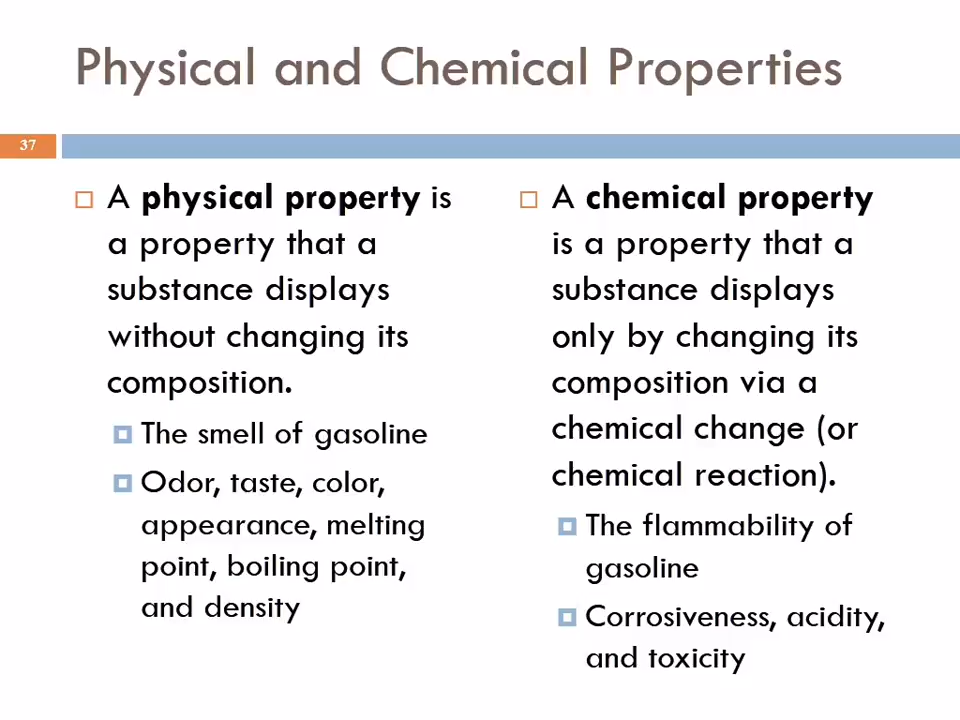 Physical and Chemical Properties
37
A physical property is
a property that a
substance displays
without changing its
composition.
The smell of gasoline
Odor, taste, color,
appearance, melting
point, boiling point,
and density
A chemical property
is a property that a
substance displays
only by changing its
composition via a
chemical change (or
chemical reaction).
The flammability of
gasoline
Corrosiveness, acidity,
and toxicity